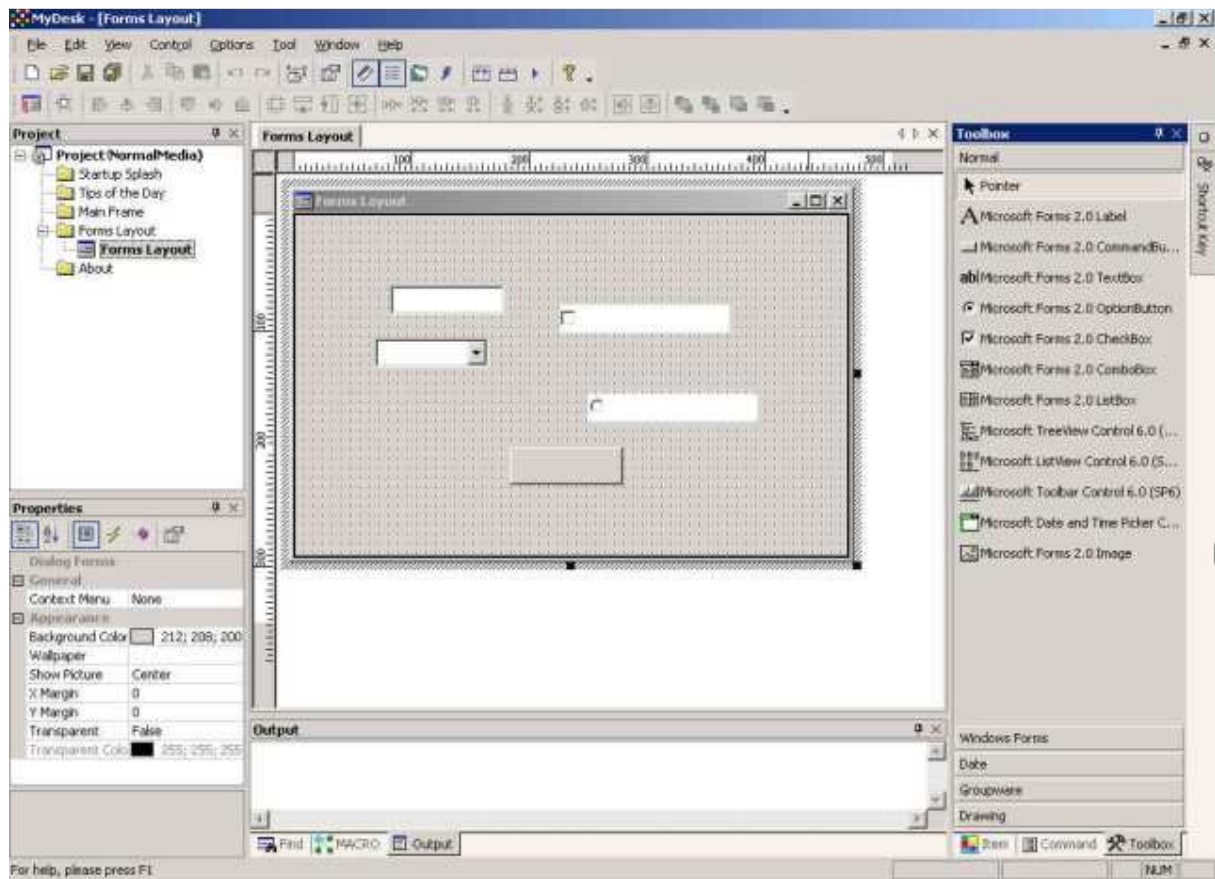 MyDesk - [Forms Layout]
File Edit View Control Options Tool Window Help
Project
Project(NormalMedia)
Startup Splash
Tips of the Day
Main Frame
Forms Layout
Forms Layout
About
Properties
Dialog Forms
General
Context Menu None
Appearance
Background Color 212; 208; 200
Wallpaper
Show Picture Center
X Margin 0
Y Margin 0
Transparent False
Transparent Colo 255; 255; 255
Forms Layout
100 200 300 400 500
100
200
300
Forms Layout
Output
Find MACRO Output
Toolbox
Normal
Pointer
Microsoft Forms 2.0 Label
Microsoft Forms 2.0 CommandBu...
Microsoft Forms 2.0 TextBox
Microsoft Forms 2.0 OptionButton
Microsoft Forms 2.0 CheckBox
Microsoft Forms 2.0 ComboBox
Microsoft Forms 2.0 ListBox
Microsoft TreeView Control 6.0 (...
Microsoft ListView Control 6.0 (S...
Microsoft Toolbar Control 6.0 (SP6)
Microsoft Date and Time Picker C...
Microsoft Forms 2.0 Image
Windows Forms
Date
Groupware
Drawing
Item Command Toolbox
Shortcut Key
For help, please press F1
NUM